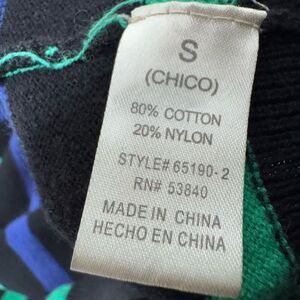 S
(CHICO)
80% COTTON
20% NYLON
STYLE# 65190-2
RN# 53840
MADE IN CHINA
HECHO EN CHINA